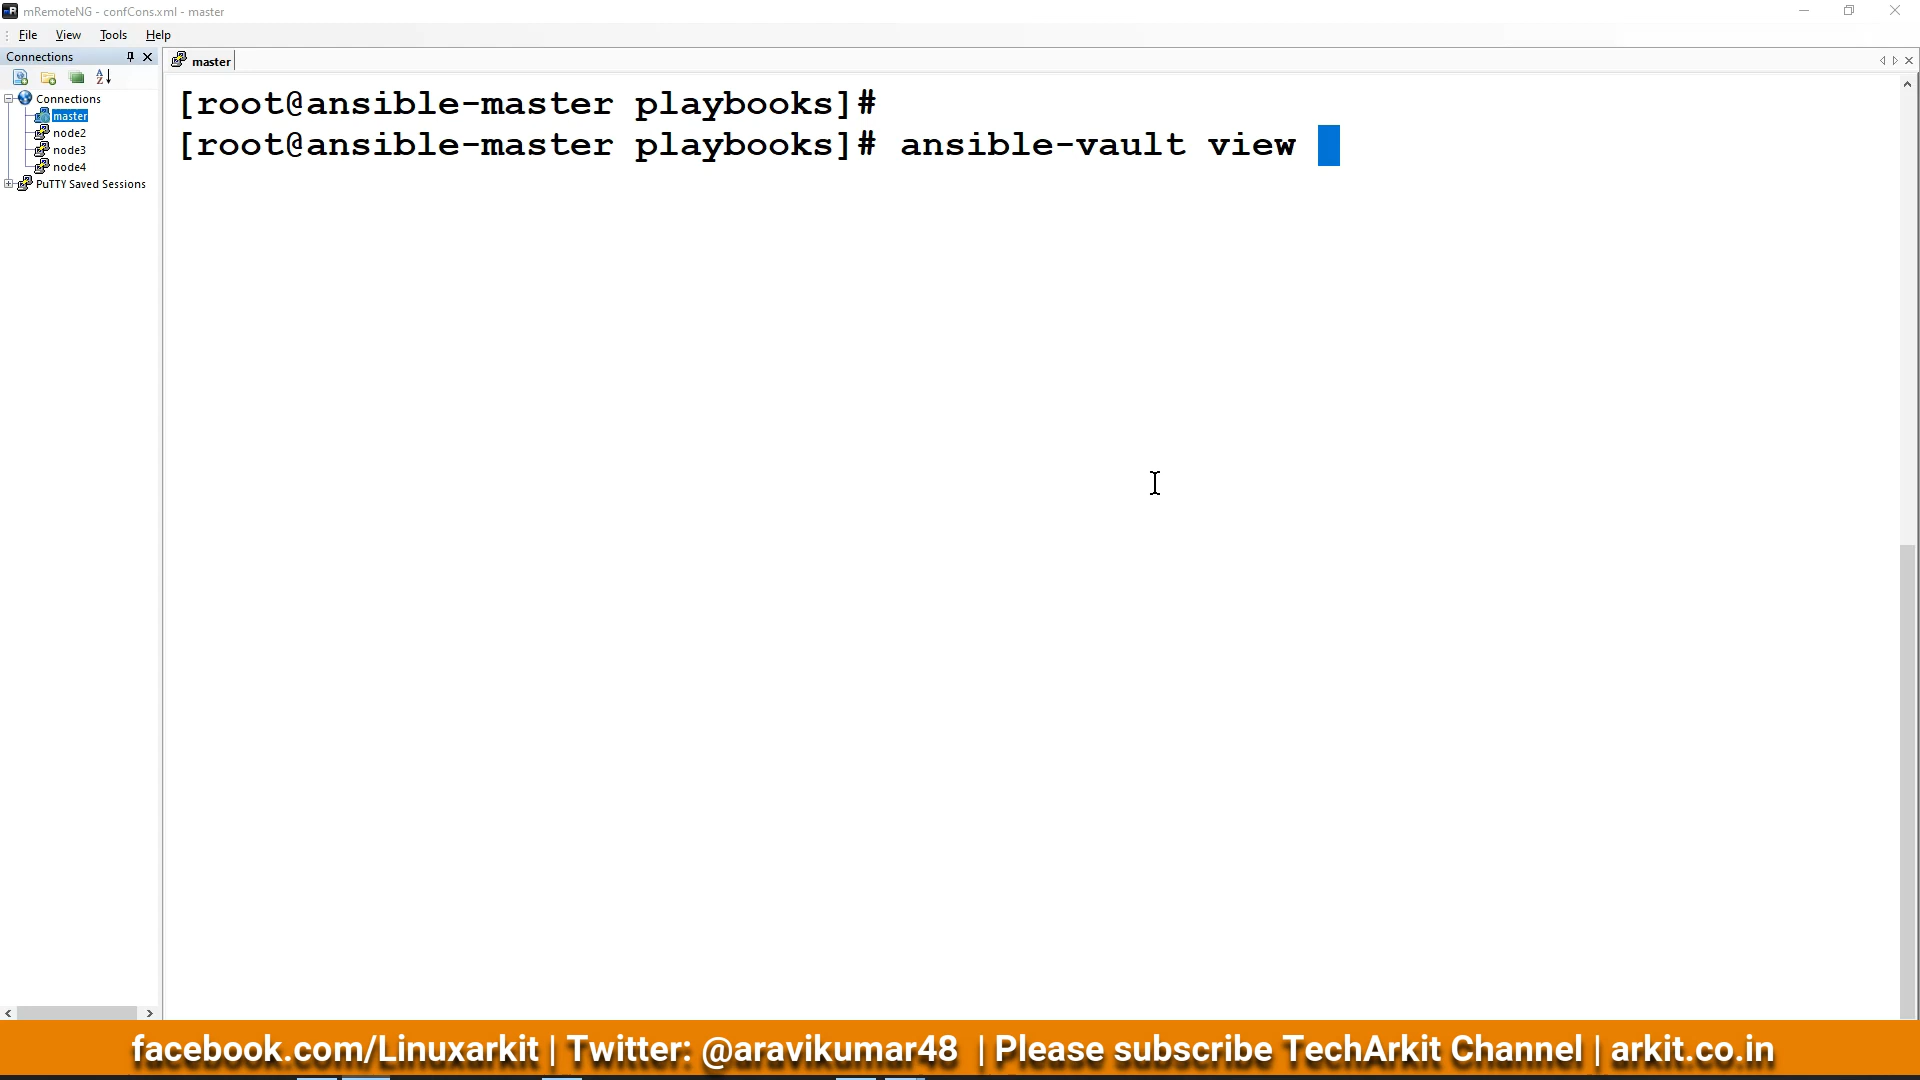 mRemoteNG - confCons.xml - master
File View Tools Help
Connections
master
Connections
master
node2
node3
node4
PuTTY Saved Sessions
[root@ansible-master playbooks]#
[root@ansible-master playbooks]# ansible-vault view
facebook.com/Linuxarkit | Twitter: @aravikumar48 | Please subscribe TechArkit Channel | arkit.co.in